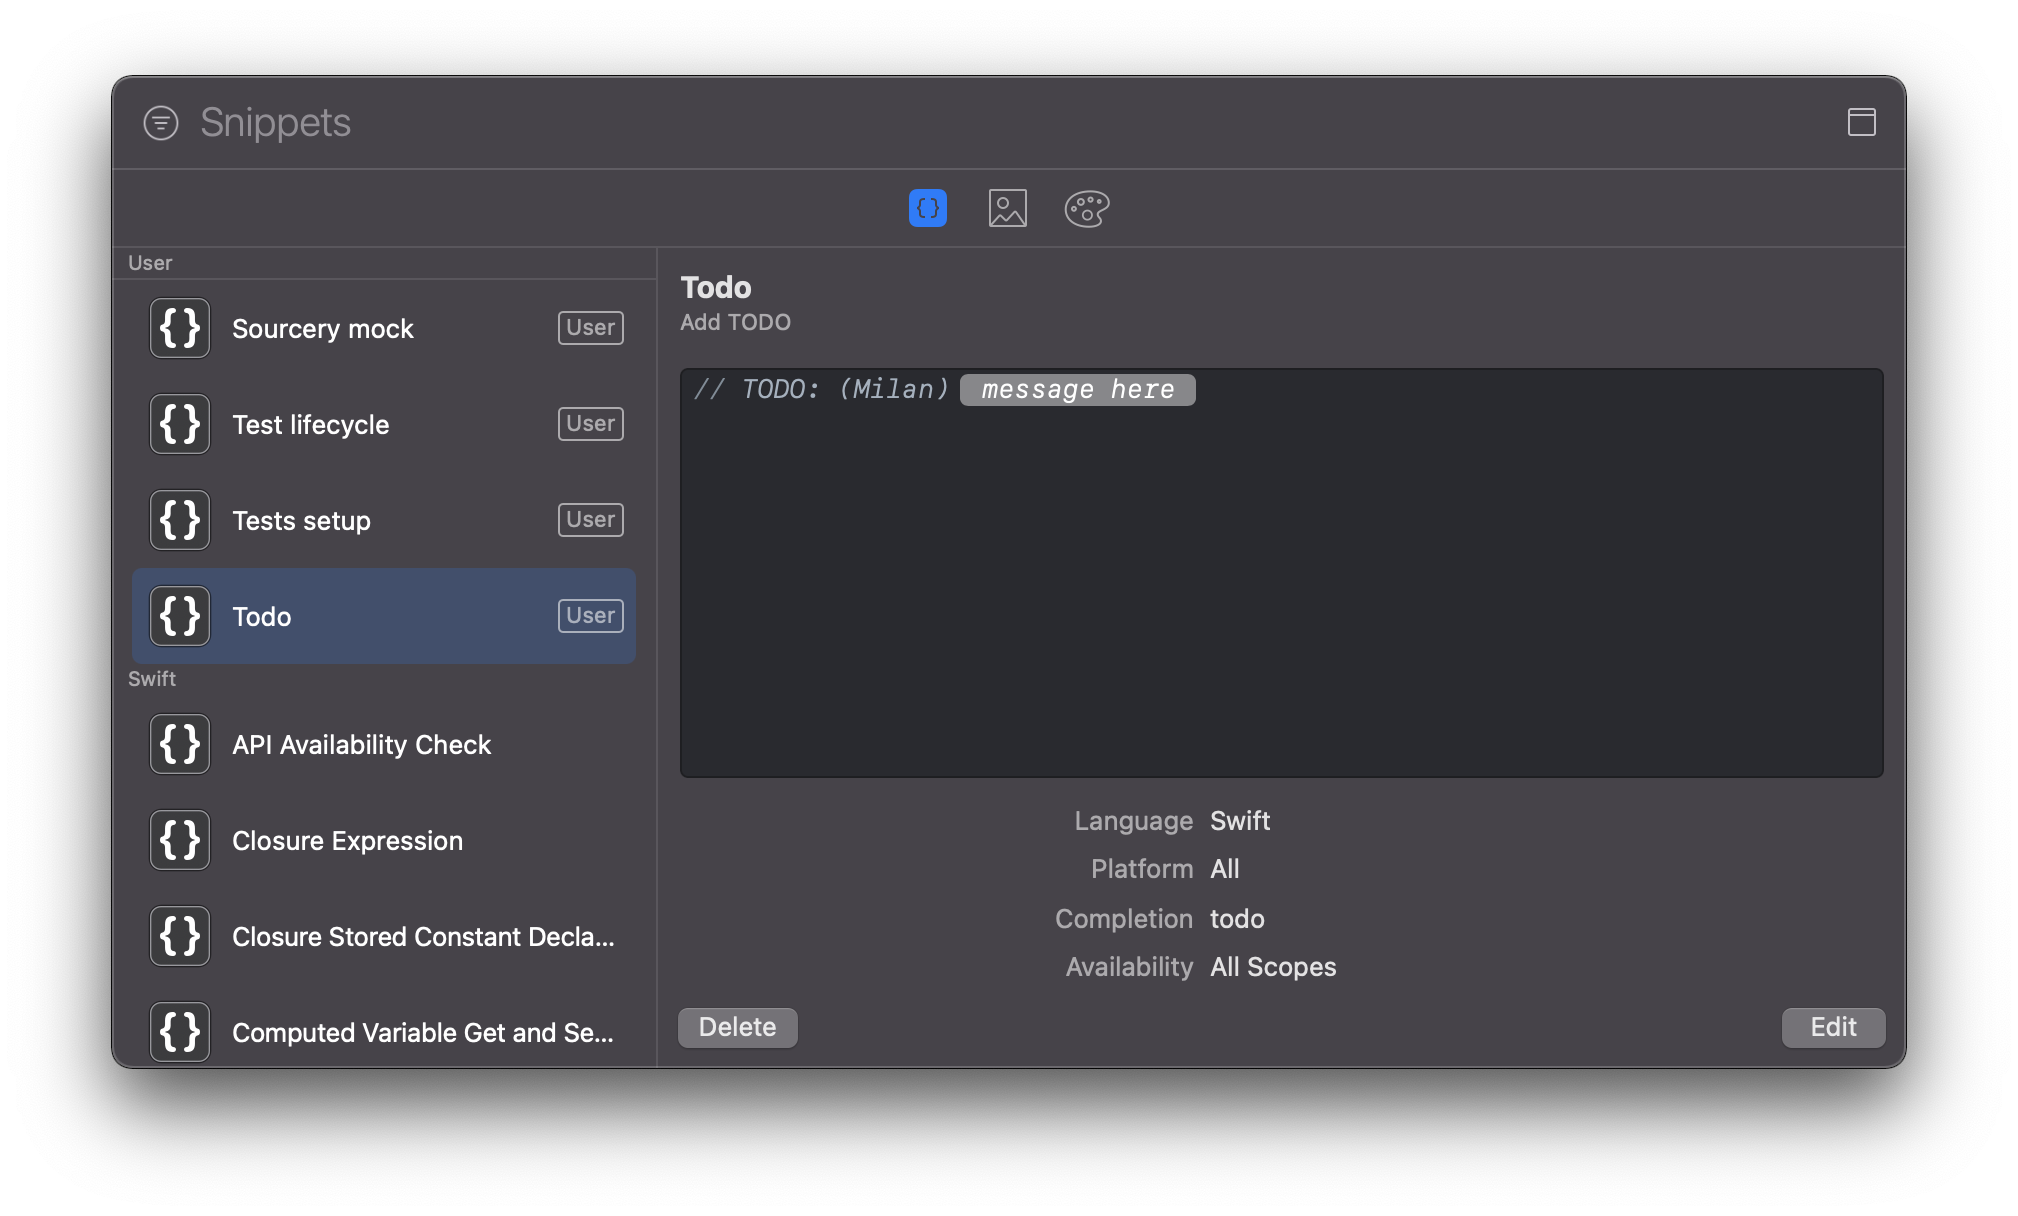 Snippets
User
{} Sourcery mock User
{} Test lifecycle User
{} Tests setup User
{} Todo User
Swift
{} API Availability Check
{} Closure Expression
{} Closure Stored Constant Decla...
{} Computed Variable Get and Se...
Todo
Add TODO
// TODO: (Milan) message here
Language Swift
Platform All
Completion todo
Availability All Scopes
Delete
Edit